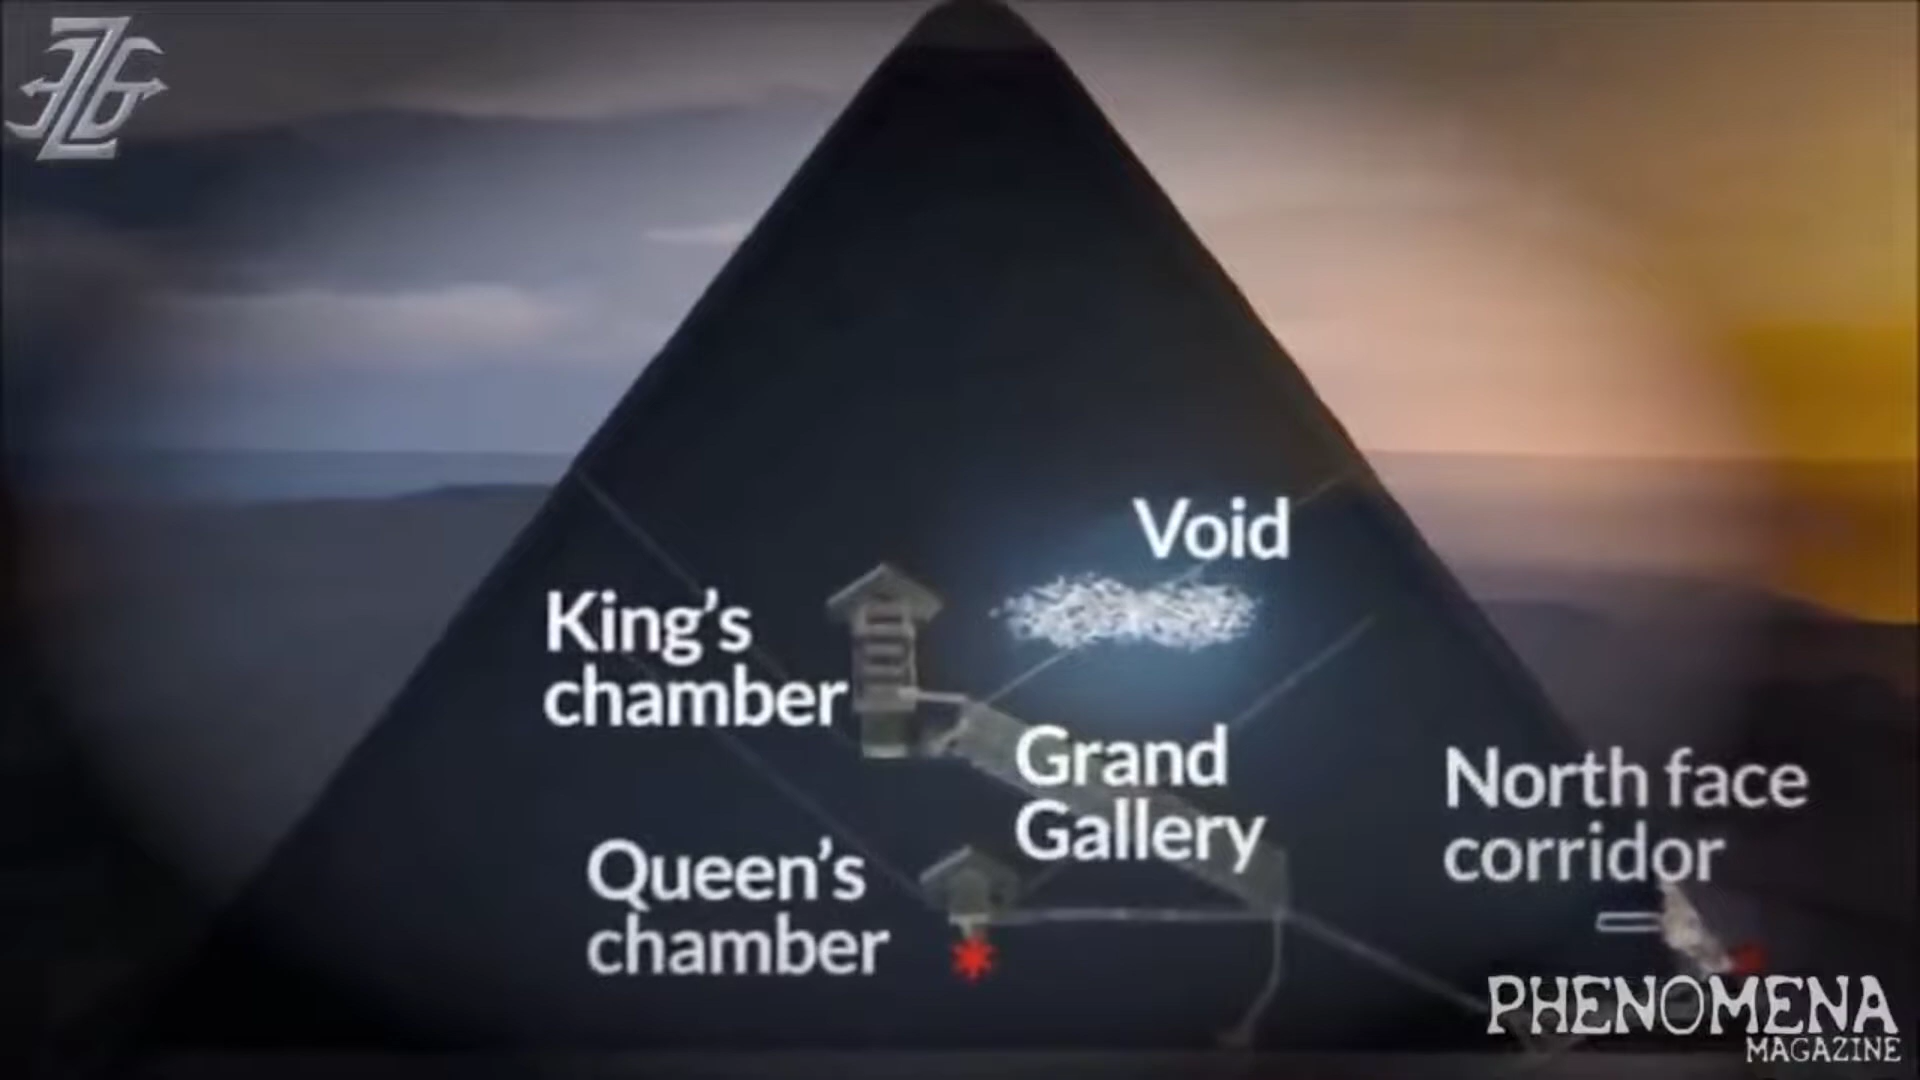 Void
King's
chamber
Grand
Gallery
North face
corridor
Queen's
chamber
PHENOMENA
MAGAZINE